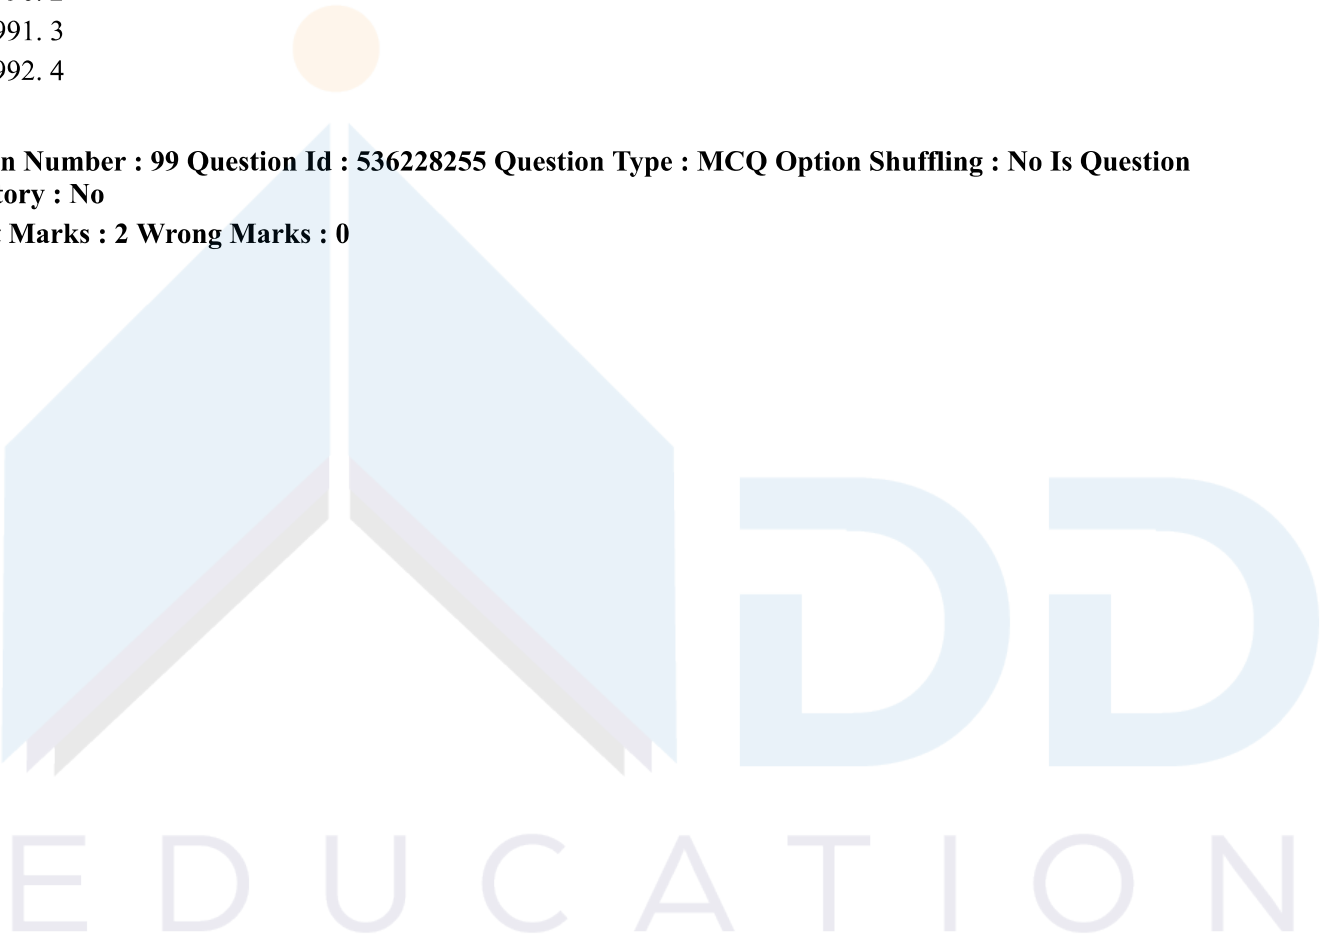 991. 3
992. 4
n Number : 99 Question Id : 536228255 Question Type : MCQ Option Shuffling : No Is Question
tory : No
Marks : 2 Wrong Marks : 0
DD
EDUCATION